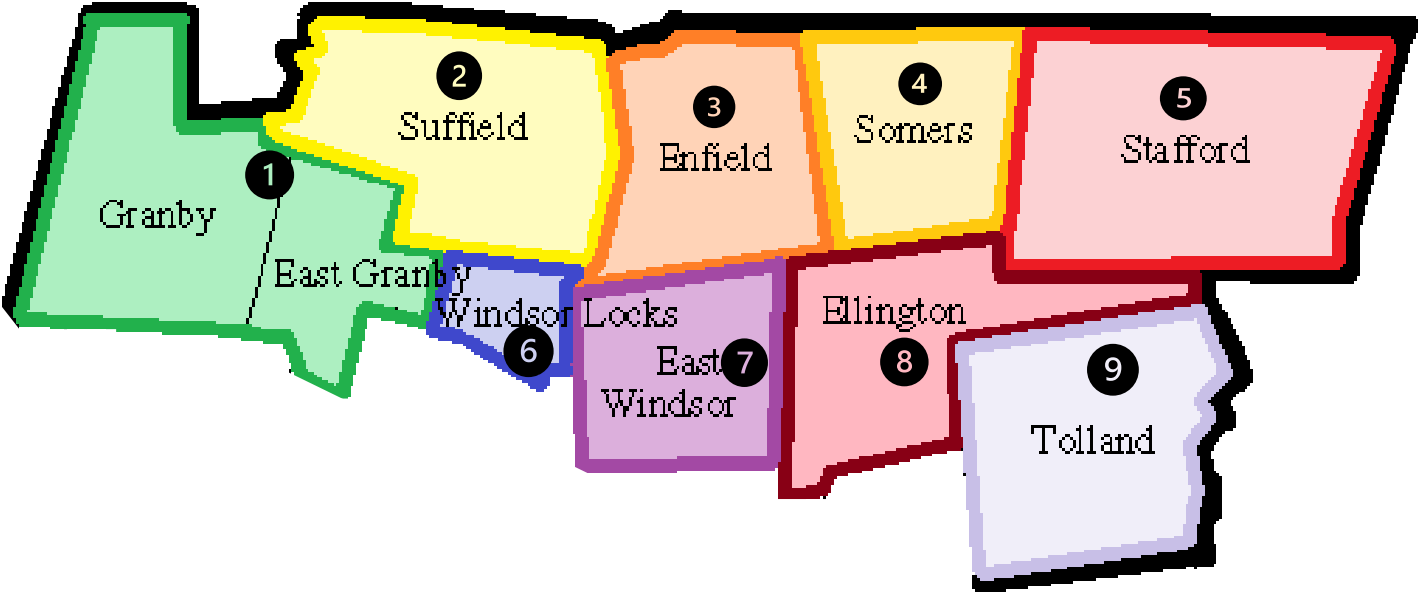 2
Suffield
3
Enfield
4
Somers
5
Stafford
1
Granby
East Granby
Windsor Locks
6
East
Windsor
7
Ellington
8
9
Tolland